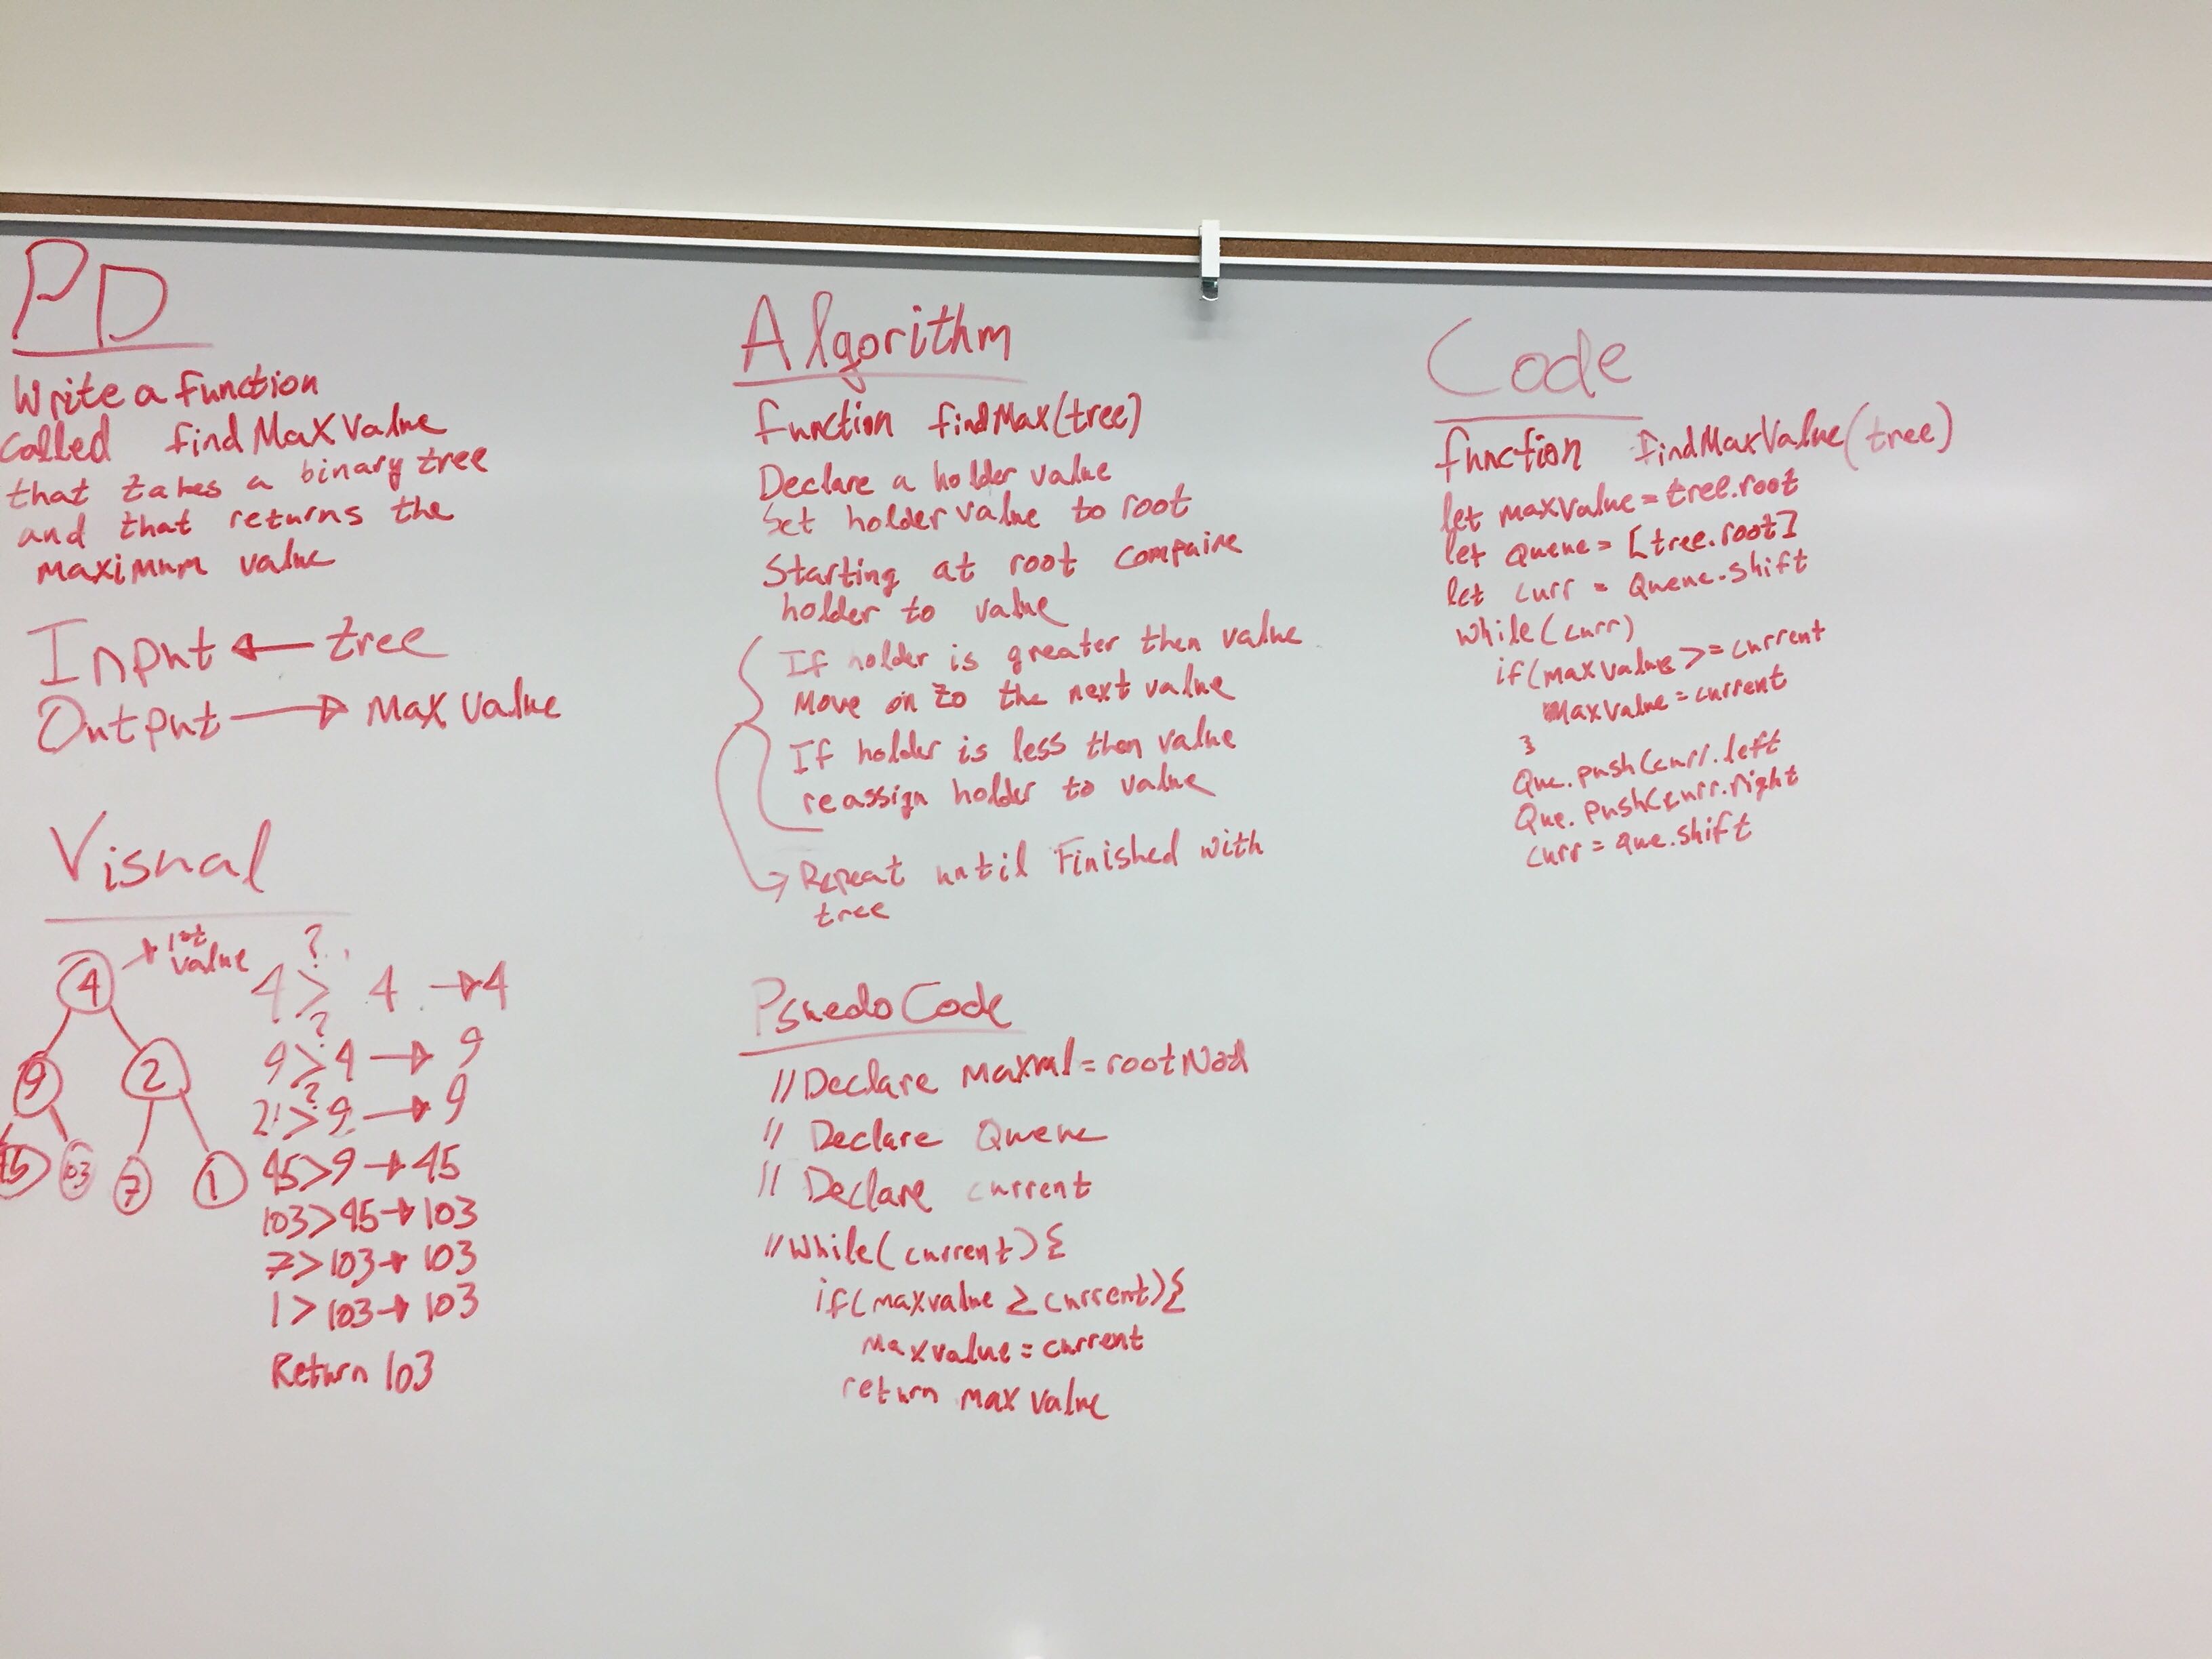 PD
Write a function
called findMaxValue
that takes a binary tree
and that returns the
maximum value
Input ← tree
Output → Max Value
Visual
4 → 1st
value
9 2
45 103 7 1
?
4 > 4 → 4
?
9 > 4 → 9
?
2 > 9 → 9
45 > 9 → 45
103 > 45 → 103
7 > 103 → 103
1 > 103 → 103
Return 103
Algorithm
function findMax(tree)
Declare a holder value
Set holder value to root
Starting at root compaire
holder to value
If holder is greater then value
Move on to the next value
If holder is less then value
reassign holder to value
→ Repeat until Finished with
tree
Psuedo Code
// Declare maxval = rootNod
// Declare Queue
// Declare current
// While(current){
if(maxvalue ≥ current){
maxvalue = current
return max value
Code
function findMaxValue(tree)
let maxValue = tree.root
let queue = [tree.root]
let curr = Queue.shift
while(curr)
if(maxvalue >= current
maxvalue = current
}
Que.push(curr.left
Que.push(curr.right
curr = que.shift